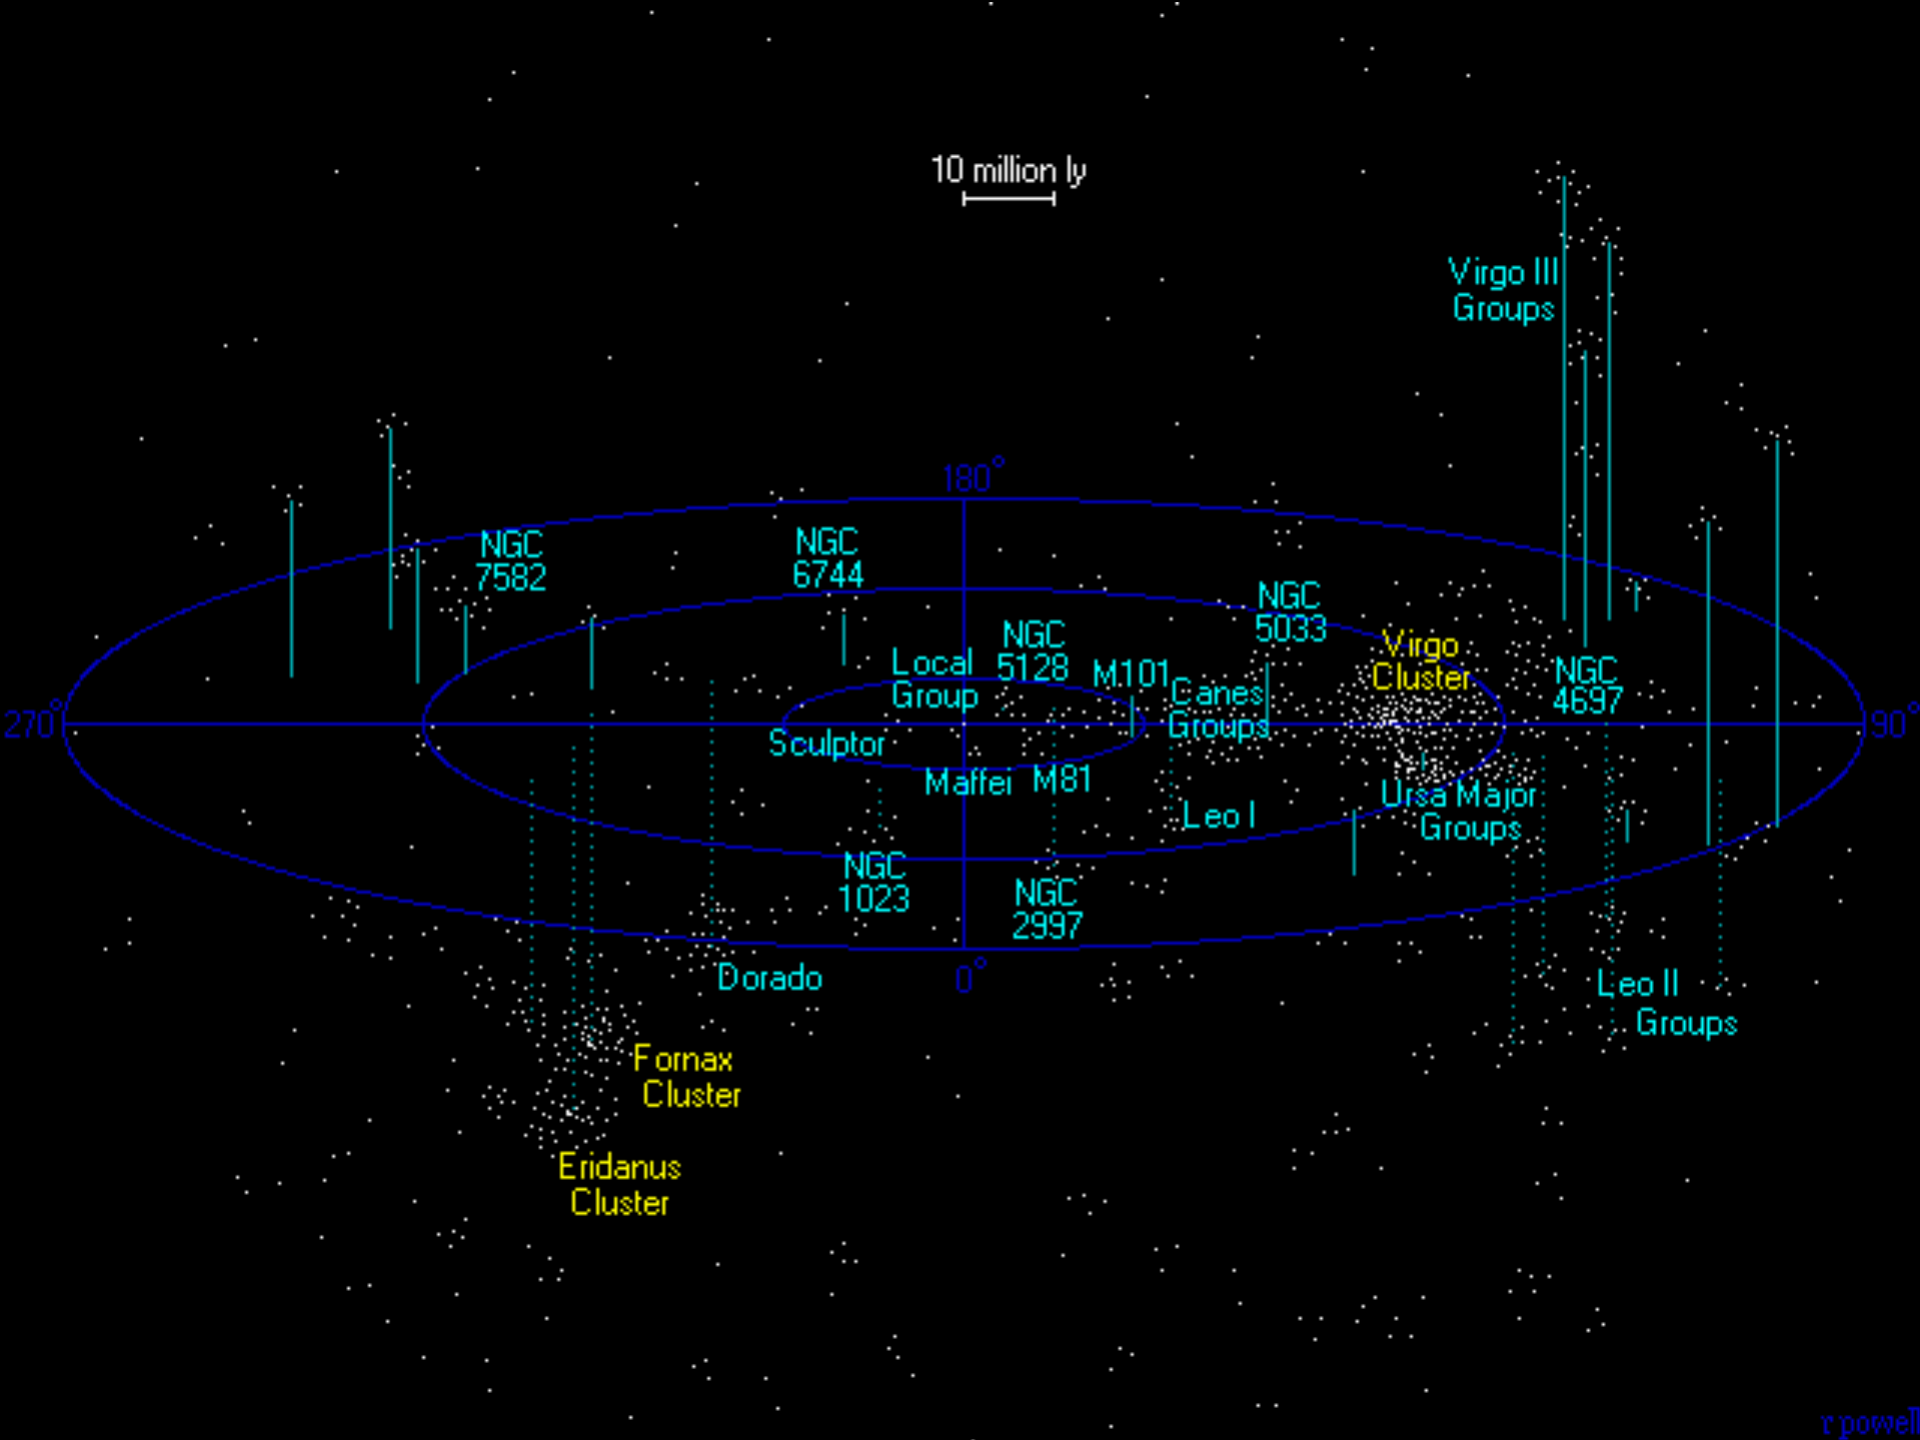 10 million ly
Virgo III
Groups
180°
NGC
7582
NGC
6744
NGC
5033
Local
Group
NGC
5128
M101
Canes
Groups
Virgo
Cluster
NGC
4697
270°
90°
Sculptor
Maffei
M81
Leo I
Ursa Major
Groups
NGC
1023
NGC
2997
Dorado
0°
Leo II
Groups
Fornax
Cluster
Eridanus
Cluster
rpowell